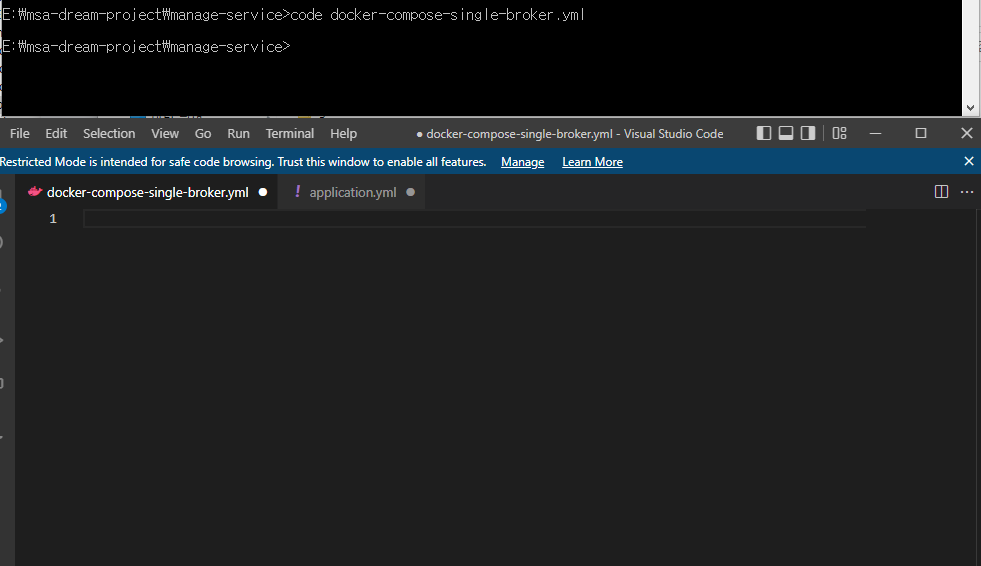 E:₩msa-dream-project₩manage-service>code docker-compose-single-broker.yml
E:₩msa-dream-project₩manage-service>
File Edit Selection View Go Run Terminal Help ● docker-compose-single-broker.yml - Visual Studio Code
Restricted Mode is intended for safe code browsing. Trust this window to enable all features. Manage Learn More
docker-compose-single-broker.yml ● ! application.yml ●
1